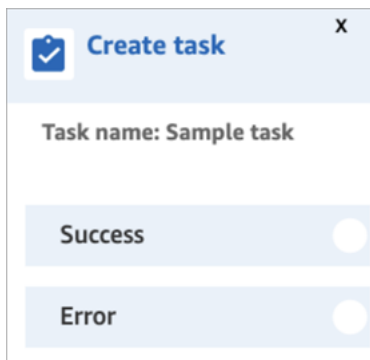 Create task
X
Task name: Sample task
Success
Error